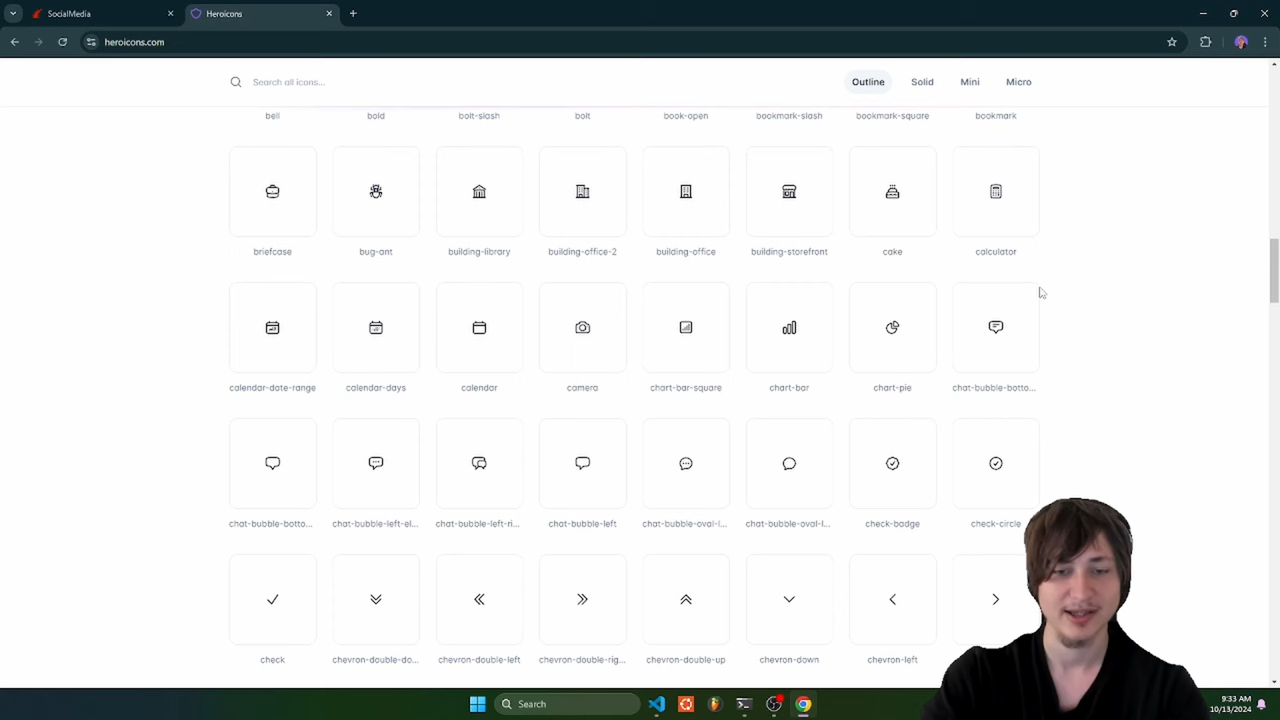 SocialMedia
Heroicons
heroicons.com
Search all icons...
Outline
Solid
Mini
Micro
bell bold bolt-slash bolt book-open bookmark-slash bookmark-square bookmark
briefcase bug-ant building-library building-office-2 building-office building-storefront cake calculator
calendar-date-range calendar-days calendar camera chart-bar-square chart-bar chart-pie chat-bubble-botto...
chat-bubble-botto... chat-bubble-left-el... chat-bubble-left-ri... chat-bubble-left chat-bubble-oval-l... chat-bubble-oval-l... check-badge check-circle
check chevron-double-do... chevron-double-left chevron-double-rig... chevron-double-up chevron-down chevron-left
Search
9:33 AM
10/13/2024